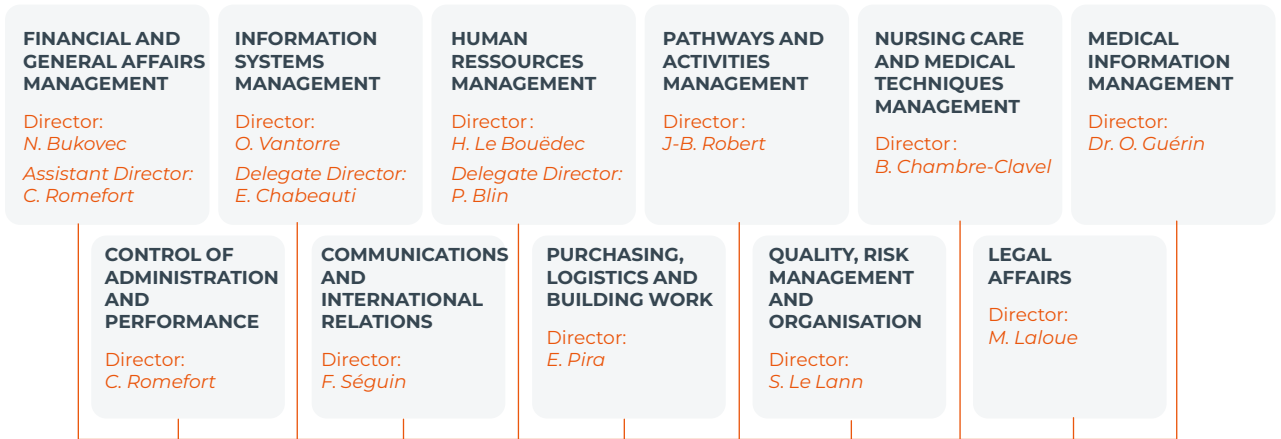 FINANCIAL AND
GENERAL AFFAIRS
MANAGEMENT
Director:
N. Bukovec
Assistant Director:
C. Romefort
INFORMATION
SYSTEMS
MANAGEMENT
Director:
O. Vantorre
Delegate Director:
E. Chabeauti
HUMAN
RESSOURCES
MANAGEMENT
Director :
H. Le Bouëdec
Delegate Director:
P. Blin
PATHWAYS AND
ACTIVITIES
MANAGEMENT
Director :
J-B. Robert
NURSING CARE
AND MEDICAL
TECHNIQUES
MANAGEMENT
Director :
B. Chambre-Clavel
MEDICAL
INFORMATION
MANAGEMENT
Director:
Dr. O. Guérin
CONTROL OF
ADMINISTRATION
AND
PERFORMANCE
Director:
C. Romefort
COMMUNICATIONS
AND
INTERNATIONAL
RELATIONS
Director:
F. Séguin
PURCHASING,
LOGISTICS AND
BUILDING WORK
Director:
E. Pira
QUALITY, RISK
MANAGEMENT
AND
ORGANISATION
Director:
S. Le Lann
LEGAL
AFFAIRS
Director:
M. Laloue